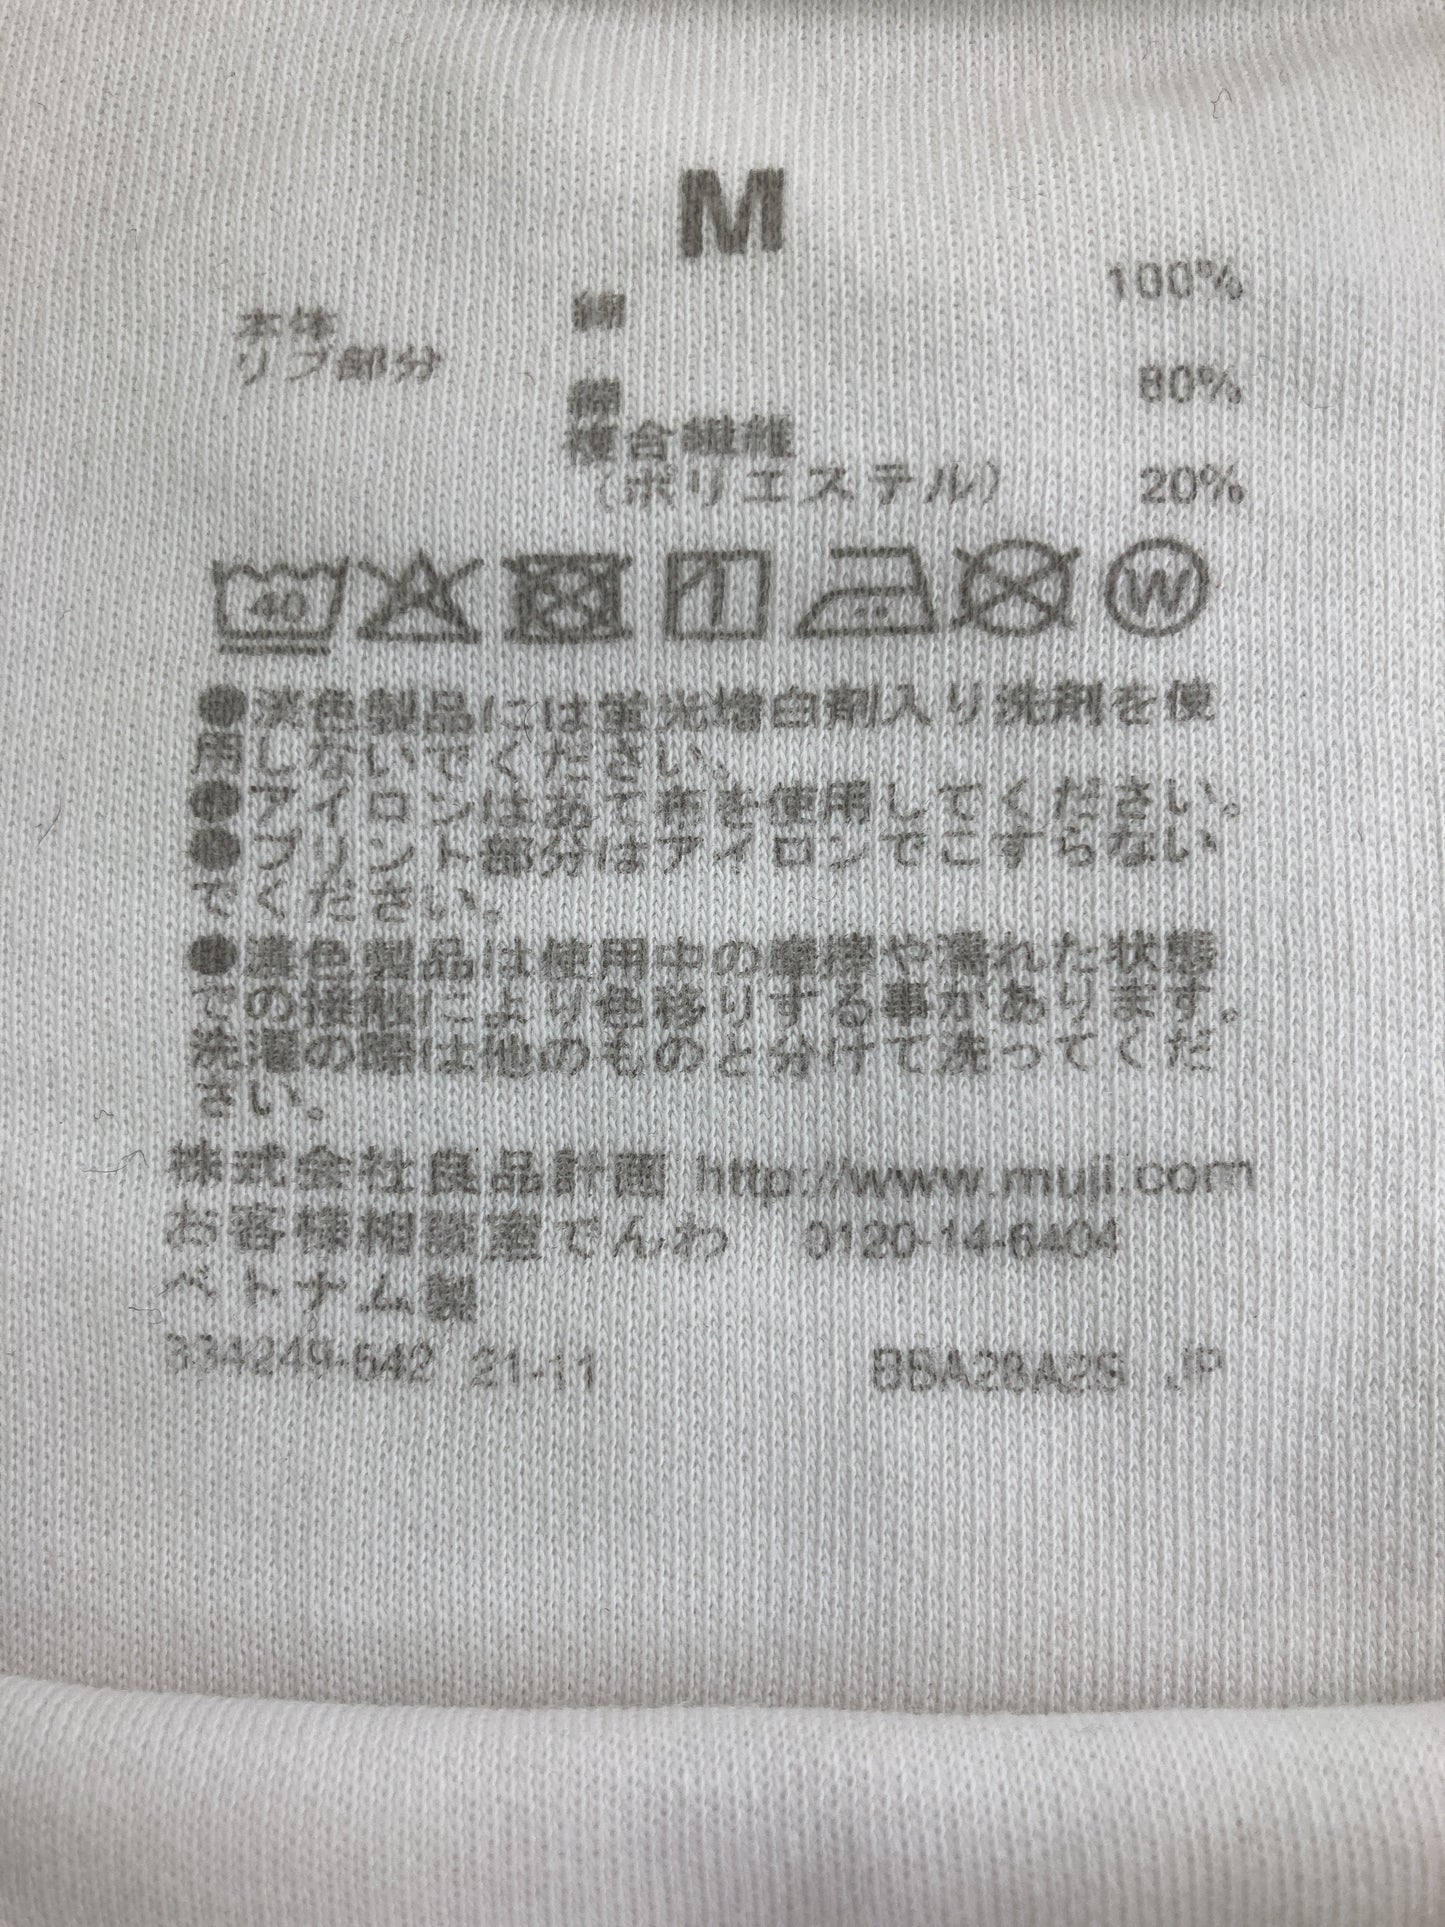 M
本体 綿 100%
リブ部分 綿 80%
複合繊維
(ポリエステル) 20%
40 W
●淡色製品には蛍光増白剤入り洗剤を使
用しないでください。
●アイロンはあて布を使用してください。
●プリント部分はアイロンでこすらない
でください。
●濃色製品は使用中の摩擦や濡れた状態
での接触により色移りする事があります。
洗濯の際は他のものと分けて洗ってくだ
さい。
株式会社良品計画 http://www.muji.com
お客様相談室でんわ 0120-14-6404
ベトナム製
334249-642 21-11 BBA28A2S JP